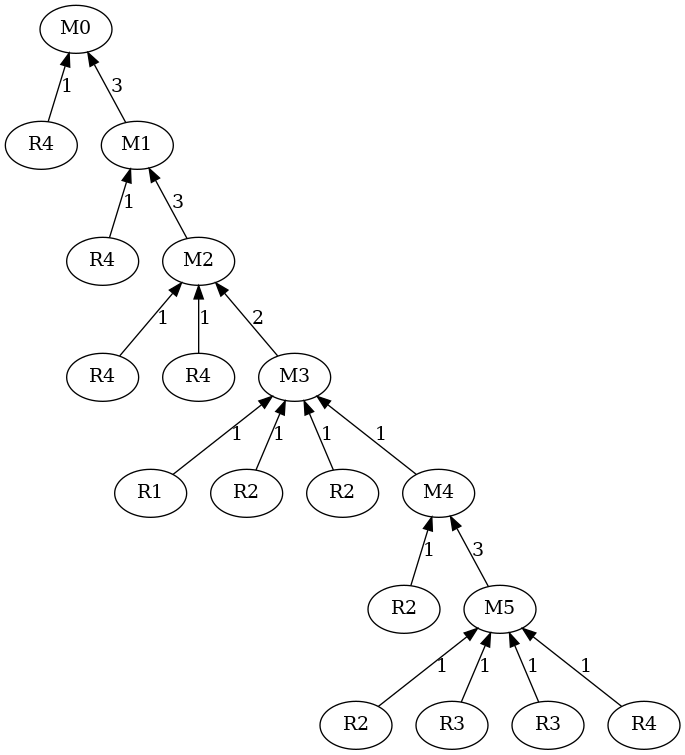 M0
1 3
R4 M1
1 3
R4 M2
1 1 2
R4 R4 M3
1 1 1 1
R1 R2 R2 M4
1 3
R2 M5
1 1 1 1
R2 R3 R3 R4